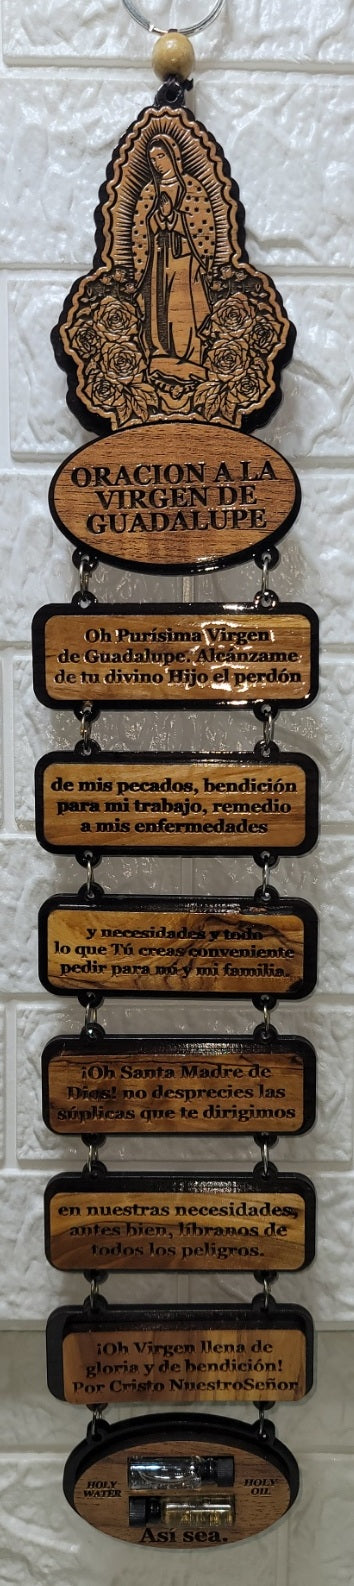 ORACION A LA
VIRGEN DE
GUADALUPE
Oh Purísima Virgen
de Guadalupe. Alcánzame
de tu divino Hijo el perdón
de mis pecados, bendición
para mi trabajo, remedio
a mis enfermedades
y necesidades y todo
lo que Tú creas conveniente
pedir para mí y mi familia.
¡Oh Santa Madre de
Dios! no desprecies las
súplicas que te dirigimos
en nuestras necesidades,
antes bien, líbranos de
todos los peligros.
¡Oh Virgen llena de
gloria y de bendición!
Por Cristo NuestroSeñor
HOLY
WATER
HOLY
OIL
Así sea.